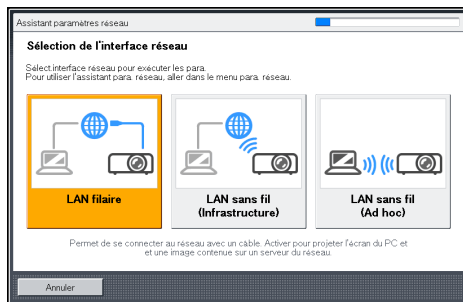 Assistant paramètres réseau
Sélection de l'interface réseau
Sélect.interface réseau pour exécuter les para.
Pour utiliser l'assistant para. réseau, aller dans le menu para. réseau.
LAN filaire
LAN sans fil
(Infrastructure)
LAN sans fil
(Ad hoc)
Permet de se connecter au réseau avec un câble. Activer pour projeter l'écran du PC et
et une image contenue sur un serveur du réseau.
Annuler